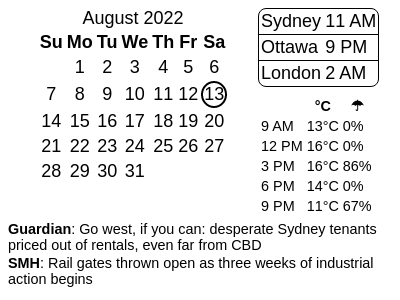 August 2022
Su Mo Tu We Th Fr Sa
1 2 3 4 5 6
7 8 9 10 11 12 13
14 15 16 17 18 19 20
21 22 23 24 25 26 27
28 29 30 31
Sydney 11 AM
Ottawa 9 PM
London 2 AM
°C ☂
9 AM 13°C 0%
12 PM 16°C 0%
3 PM 16°C 86%
6 PM 14°C 0%
9 PM 11°C 67%
Guardian: Go west, if you can: desperate Sydney tenants
priced out of rentals, even far from CBD
SMH: Rail gates thrown open as three weeks of industrial
action begins